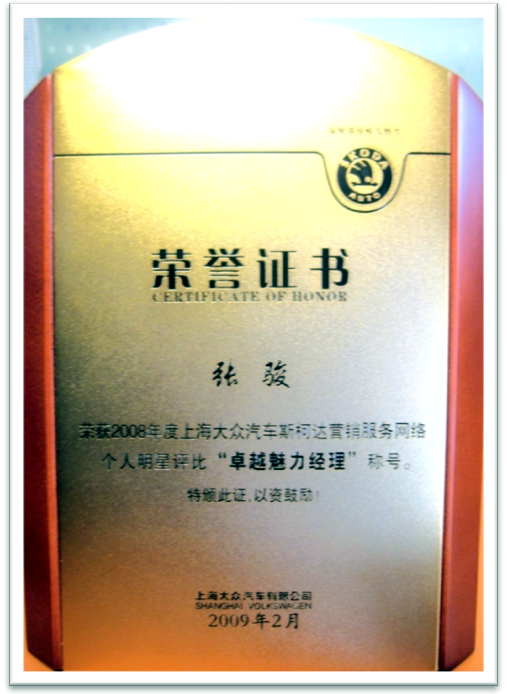 ŠKODA
AUTO
荣誉证书
CERTIFICATE OF HONOR
张 骏
荣获2008年度上海大众汽车斯柯达营销服务网络
个人明星评比“卓越魅力经理”称号。
特颁此证，以资鼓励！
上海大众汽车有限公司
SHANGHAI VOLKSWAGEN
2009年2月